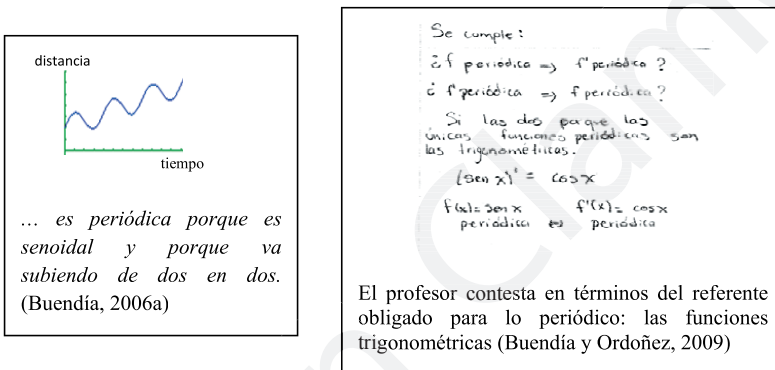 distancia
tiempo
… es periódica porque es
senoidal y porque va
subiendo de dos en dos.
(Buendía, 2006a)
Se cumple:
¿f periódica => f' periódica?
¿f' periódica => f periódica?
Si las dos porque las
únicas funciones periódicas son
las trigonométricas.
(sen x)' = cos x
f(x)= sen x f'(x)= cos x
periódica <=> periódica
El profesor contesta en términos del referente
obligado para lo periódico: las funciones
trigonométricas (Buendía y Ordoñez, 2009)